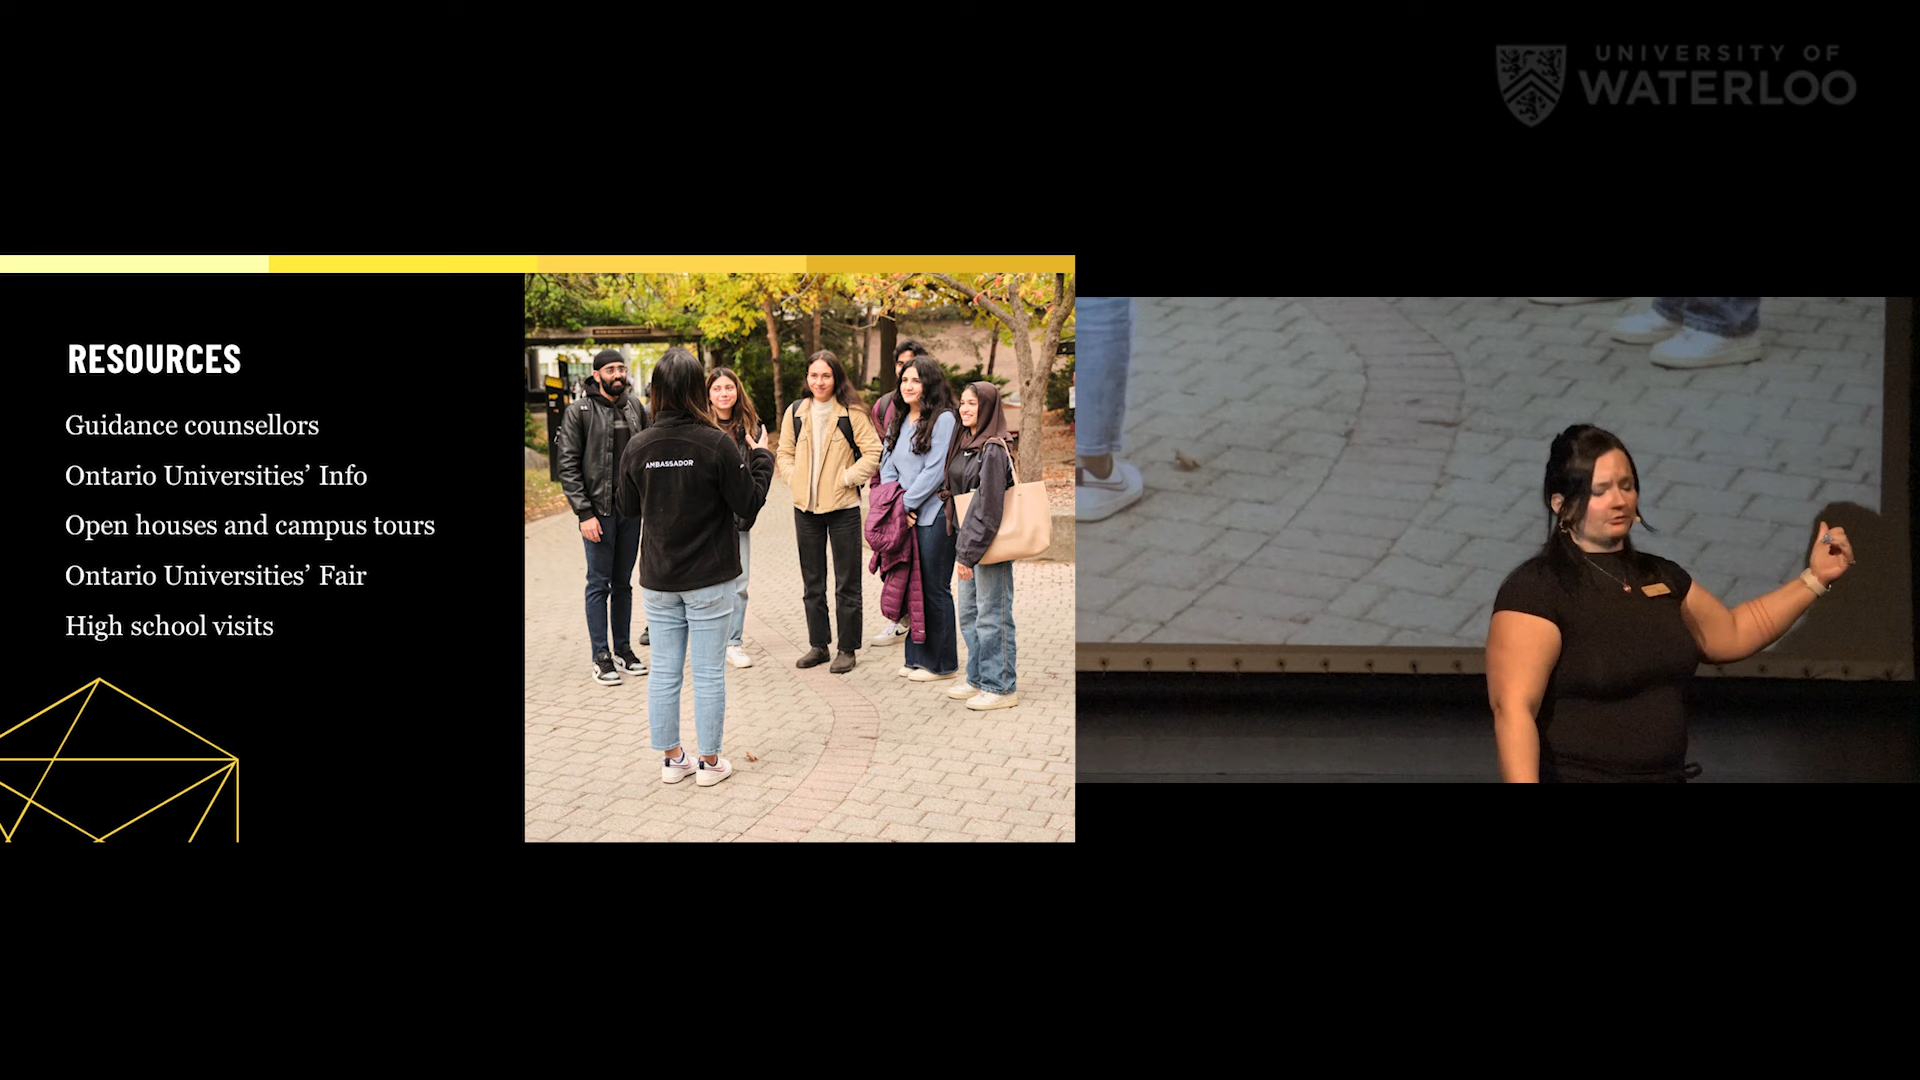 UNIVERSITY OF
WATERLOO
RESOURCES
Guidance counsellors
Ontario Universities’ Info
Open houses and campus tours
Ontario Universities’ Fair
High school visits
AMBASSADOR